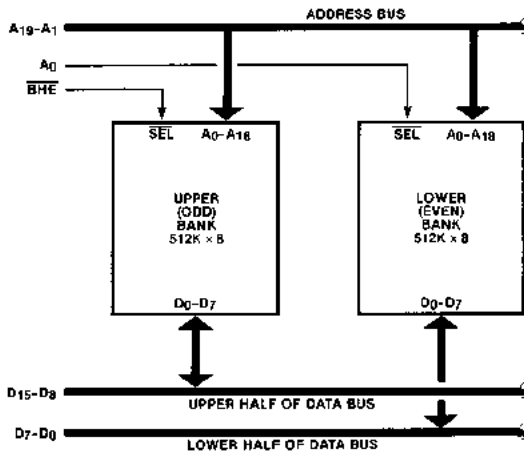 ADDRESS BUS
A19-A1
A0
BHE
SEL A0-A18
SEL A0-A18
UPPER
(ODD)
BANK
512K × 8
LOWER
(EVEN)
BANK
512K × 8
D0-D7
D0-D7
D15-D8
UPPER HALF OF DATA BUS
D7-D0
LOWER HALF OF DATA BUS